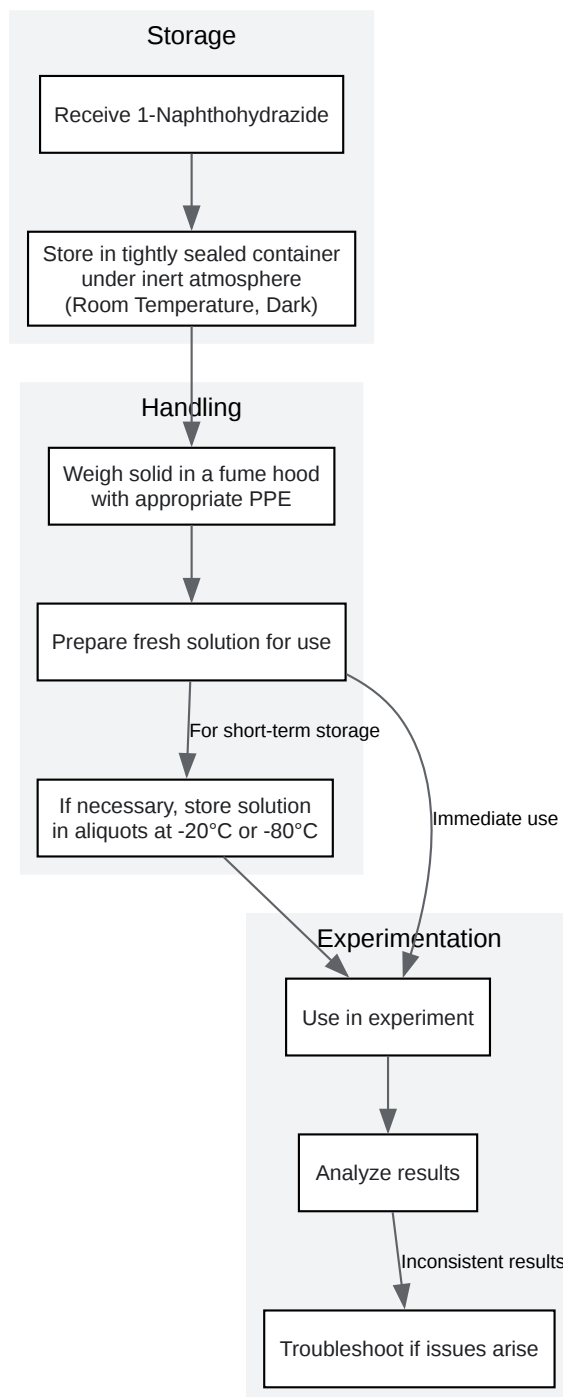 Storage
Receive 1-Naphthohydrazide
Store in tightly sealed container
under inert atmosphere
(Room Temperature, Dark)
Handling
Weigh solid in a fume hood
with appropriate PPE
Prepare fresh solution for use
For short-term storage
If necessary, store solution
in aliquots at -20°C or -80°C
Immediate use
Experimentation
Use in experiment
Analyze results
Inconsistent results
Troubleshoot if issues arise